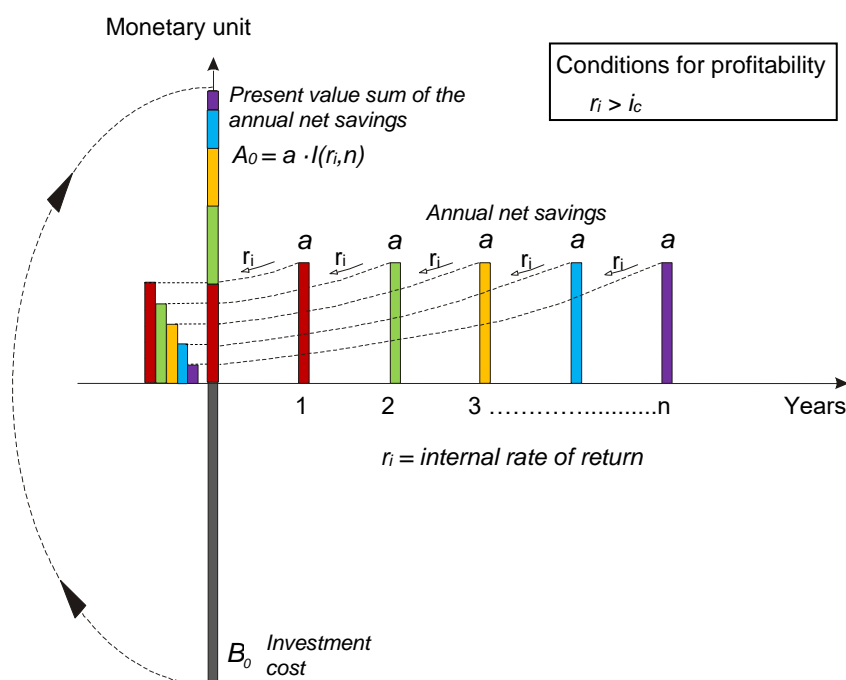 Monetary unit
Conditions for profitability
rᵢ > i꜀
Present value sum of the
annual net savings
A₀ = a · I(rᵢ,n)
Annual net savings
a a a a a
rᵢ rᵢ rᵢ rᵢ rᵢ
1 2 3 ........................n Years
rᵢ = internal rate of return
B₀ Investment
cost